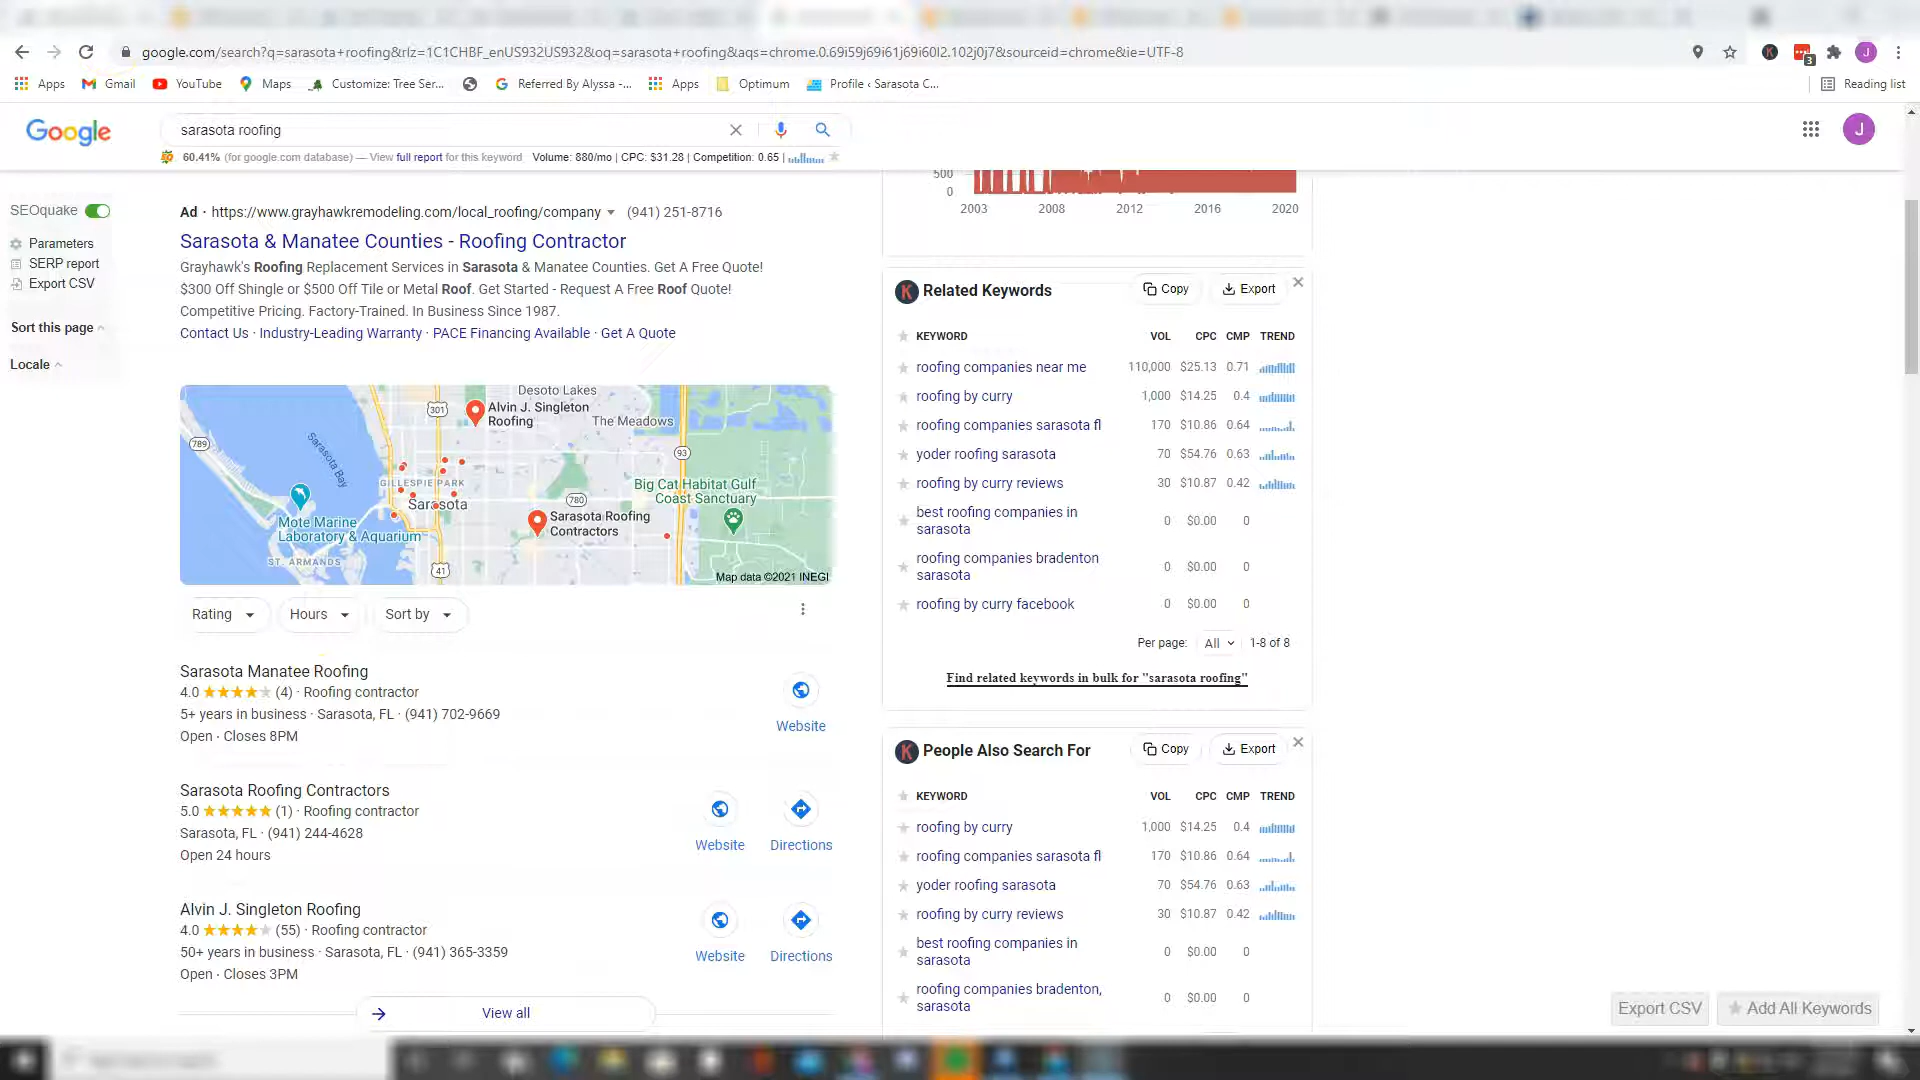 google.com/search?q=sarasota+roofing&rlz=1C1CHBF_enUS932US932&oq=sarasota+roofing&aqs=chrome.0.69i59j69i61j69i60l2.102j0j7&sourceid=chrome&ie=UTF-8
K
3
J
Apps
Gmail
YouTube
Maps
Customize: Tree Ser...
Referred By Alyssa -...
Apps
Optimum
Profile ‹ Sarasota C...
Reading list
Google
sarasota roofing
J
60.41% (for google.com database) — View full report for this keyword Volume: 880/mo | CPC: $31.28 | Competition: 0.65 |
SEOquake
Parameters
SERP report
Export CSV
Sort this page
Locale
Ad · https://www.grayhawkremodeling.com/local_roofing/company (941) 251-8716
Sarasota & Manatee Counties - Roofing Contractor
Grayhawk's Roofing Replacement Services in Sarasota & Manatee Counties. Get A Free Quote!
$300 Off Shingle or $500 Off Tile or Metal Roof. Get Started - Request A Free Roof Quote!
Competitive Pricing. Factory-Trained. In Business Since 1987.
Contact Us · Industry-Leading Warranty · PACE Financing Available · Get A Quote
Desoto Lakes
301
Alvin J. Singleton
Roofing
The Meadows
789
Sarasota Bay
93
GILLESPIE PARK
Big Cat Habitat Gulf
Coast Sanctuary
780
Sarasota
Sarasota Roofing
Contractors
Mote Marine
Laboratory & Aquarium
ST. ARMANDS
41
Map data ©2021 INEGI
Rating
Hours
Sort by
Sarasota Manatee Roofing
4.0 (4) · Roofing contractor
5+ years in business · Sarasota, FL · (941) 702-9669
Open · Closes 8PM
Website
Sarasota Roofing Contractors
5.0 (1) · Roofing contractor
Sarasota, FL · (941) 244-4628
Open 24 hours
Website
Directions
Alvin J. Singleton Roofing
4.0 (55) · Roofing contractor
50+ years in business · Sarasota, FL · (941) 365-3359
Open · Closes 3PM
Website
Directions
View all
500
0
2003 2008 2012 2016 2020
K Related Keywords
Copy
Export
KEYWORD VOL CPC CMP TREND
roofing companies near me 110,000 $25.13 0.71
roofing by curry 1,000 $14.25 0.4
roofing companies sarasota fl 170 $10.86 0.64
yoder roofing sarasota 70 $54.76 0.63
roofing by curry reviews 30 $10.87 0.42
best roofing companies in
sarasota 0 $0.00 0
roofing companies bradenton
sarasota 0 $0.00 0
roofing by curry facebook 0 $0.00 0
Per page: All 1-8 of 8
Find related keywords in bulk for "sarasota roofing"
K People Also Search For
Copy
Export
KEYWORD VOL CPC CMP TREND
roofing by curry 1,000 $14.25 0.4
roofing companies sarasota fl 170 $10.86 0.64
yoder roofing sarasota 70 $54.76 0.63
roofing by curry reviews 30 $10.87 0.42
best roofing companies in
sarasota 0 $0.00 0
roofing companies bradenton,
sarasota 0 $0.00 0
Export CSV
Add All Keywords